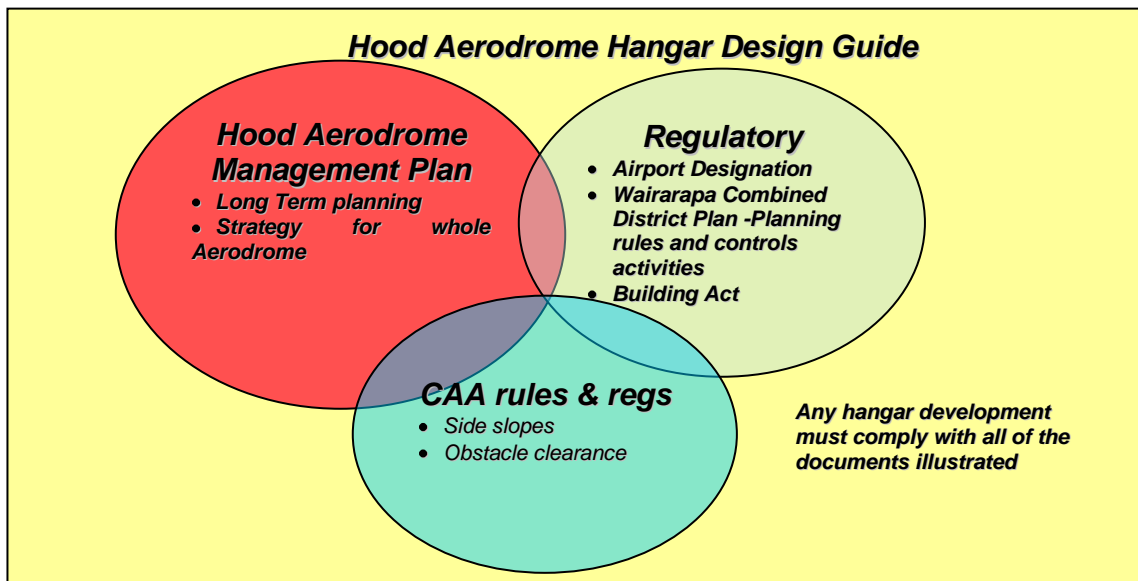 Hood Aerodrome Hangar Design Guide
Hood Aerodrome
Management Plan
• Long Term planning
• Strategy for whole
Aerodrome
Regulatory
• Airport Designation
• Wairarapa Combined
District Plan -Planning
rules and controls
activities
• Building Act
CAA rules & regs
• Side slopes
• Obstacle clearance
Any hangar development
must comply with all of the
documents illustrated